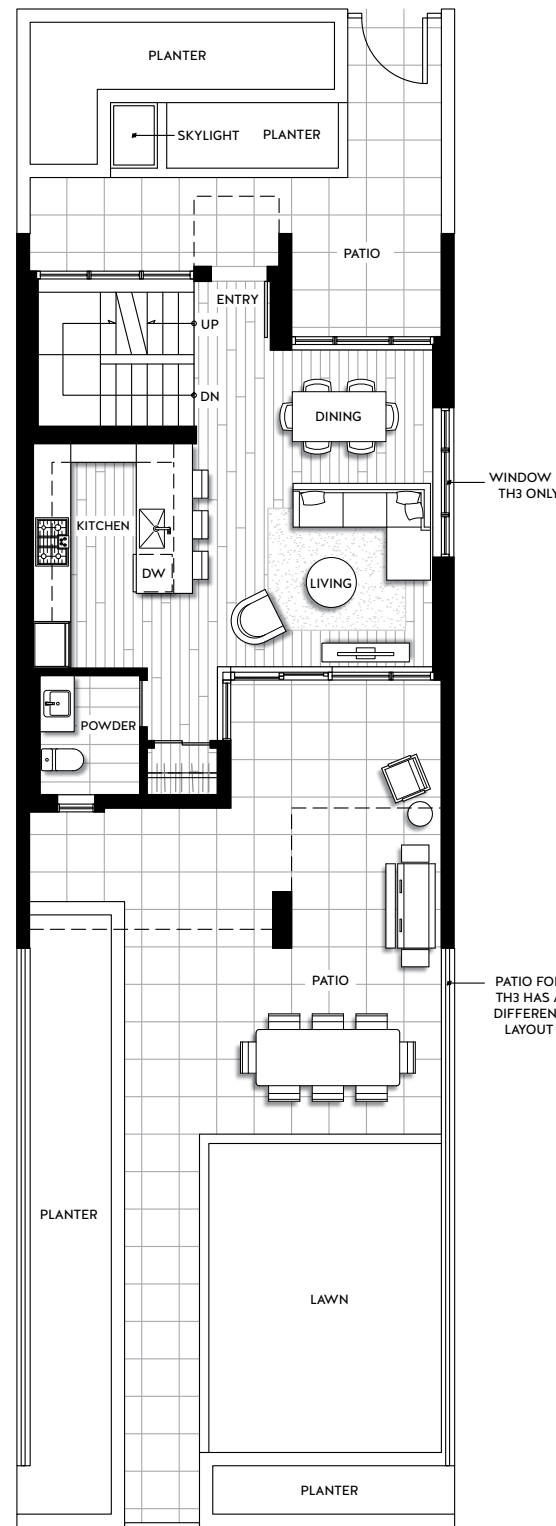 PLANTER
SKYLIGHT
PLANTER
PATIO
ENTRY
UP
DN
DINING
WINDOW
TH3 ONLY
KITCHEN
DW
LIVING
POWDER
PATIO
PATIO FO
TH3 HAS A
DIFFEREN
LAYOUT
PLANTER
LAWN
PLANTER